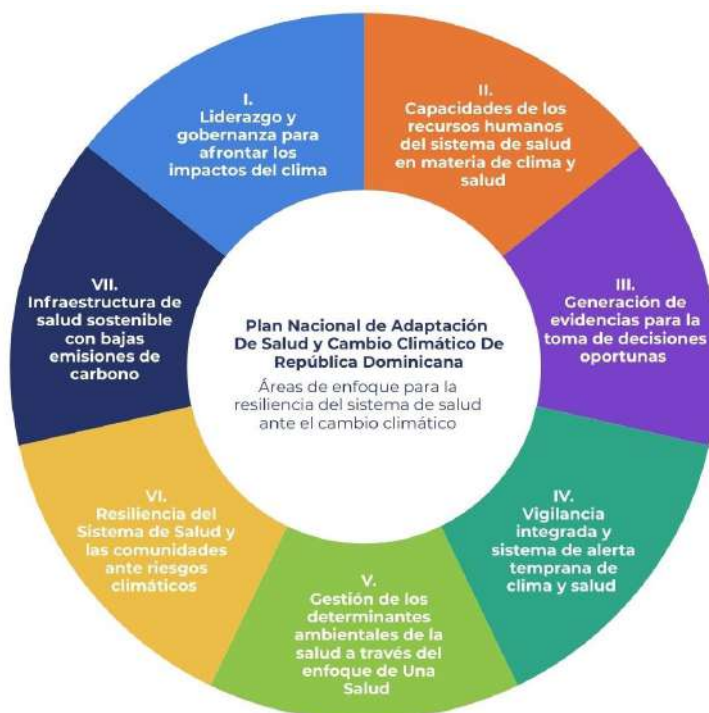 I.
Liderazgo y
gobernanza para
afrontar los
impactos del clima
II.
Capacidades de los
recursos humanos
del sistema de salud
en materia de clima y
salud
III.
Generación de
evidencias para la
toma de decisiones
oportunas
IV.
Vigilancia
integrada y
sistema de alerta
temprana de
clima y salud
V.
Gestión de los
determinantes
ambientales de la
salud a través del
enfoque de Una
Salud
VI.
Resiliencia del
Sistema de Salud y
las comunidades
ante riesgos
climáticos
VII.
Infraestructura de
salud sostenible
con bajas
emisiones de
carbono
Plan Nacional de Adaptación
De Salud y Cambio Climático De
República Dominicana
Áreas de enfoque para la
resiliencia del sistema de salud
ante el cambio climático